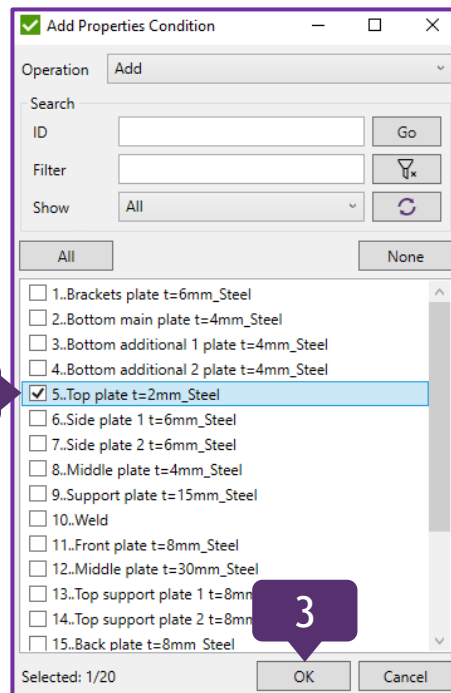 Add Properties Condition
Operation Add
Search
ID Go
Filter
Show All
All None
1..Brackets plate t=6mm_Steel
2..Bottom main plate t=4mm_Steel
3..Bottom additional 1 plate t=4mm_Steel
4..Bottom additional 2 plate t=4mm_Steel
5..Top plate t=2mm_Steel
6..Side plate 1 t=6mm_Steel
7..Side plate 2 t=6mm_Steel
8..Middle plate t=4mm_Steel
9..Support plate t=15mm_Steel
10..Weld
11..Front plate t=8mm_Steel
12..Middle plate t=30mm_Steel
13..Top support plate 1 t=8mm
14..Top support plate 2 t=8mm
15..Back plate t=8mm_Steel
3
Selected: 1/20 OK Cancel